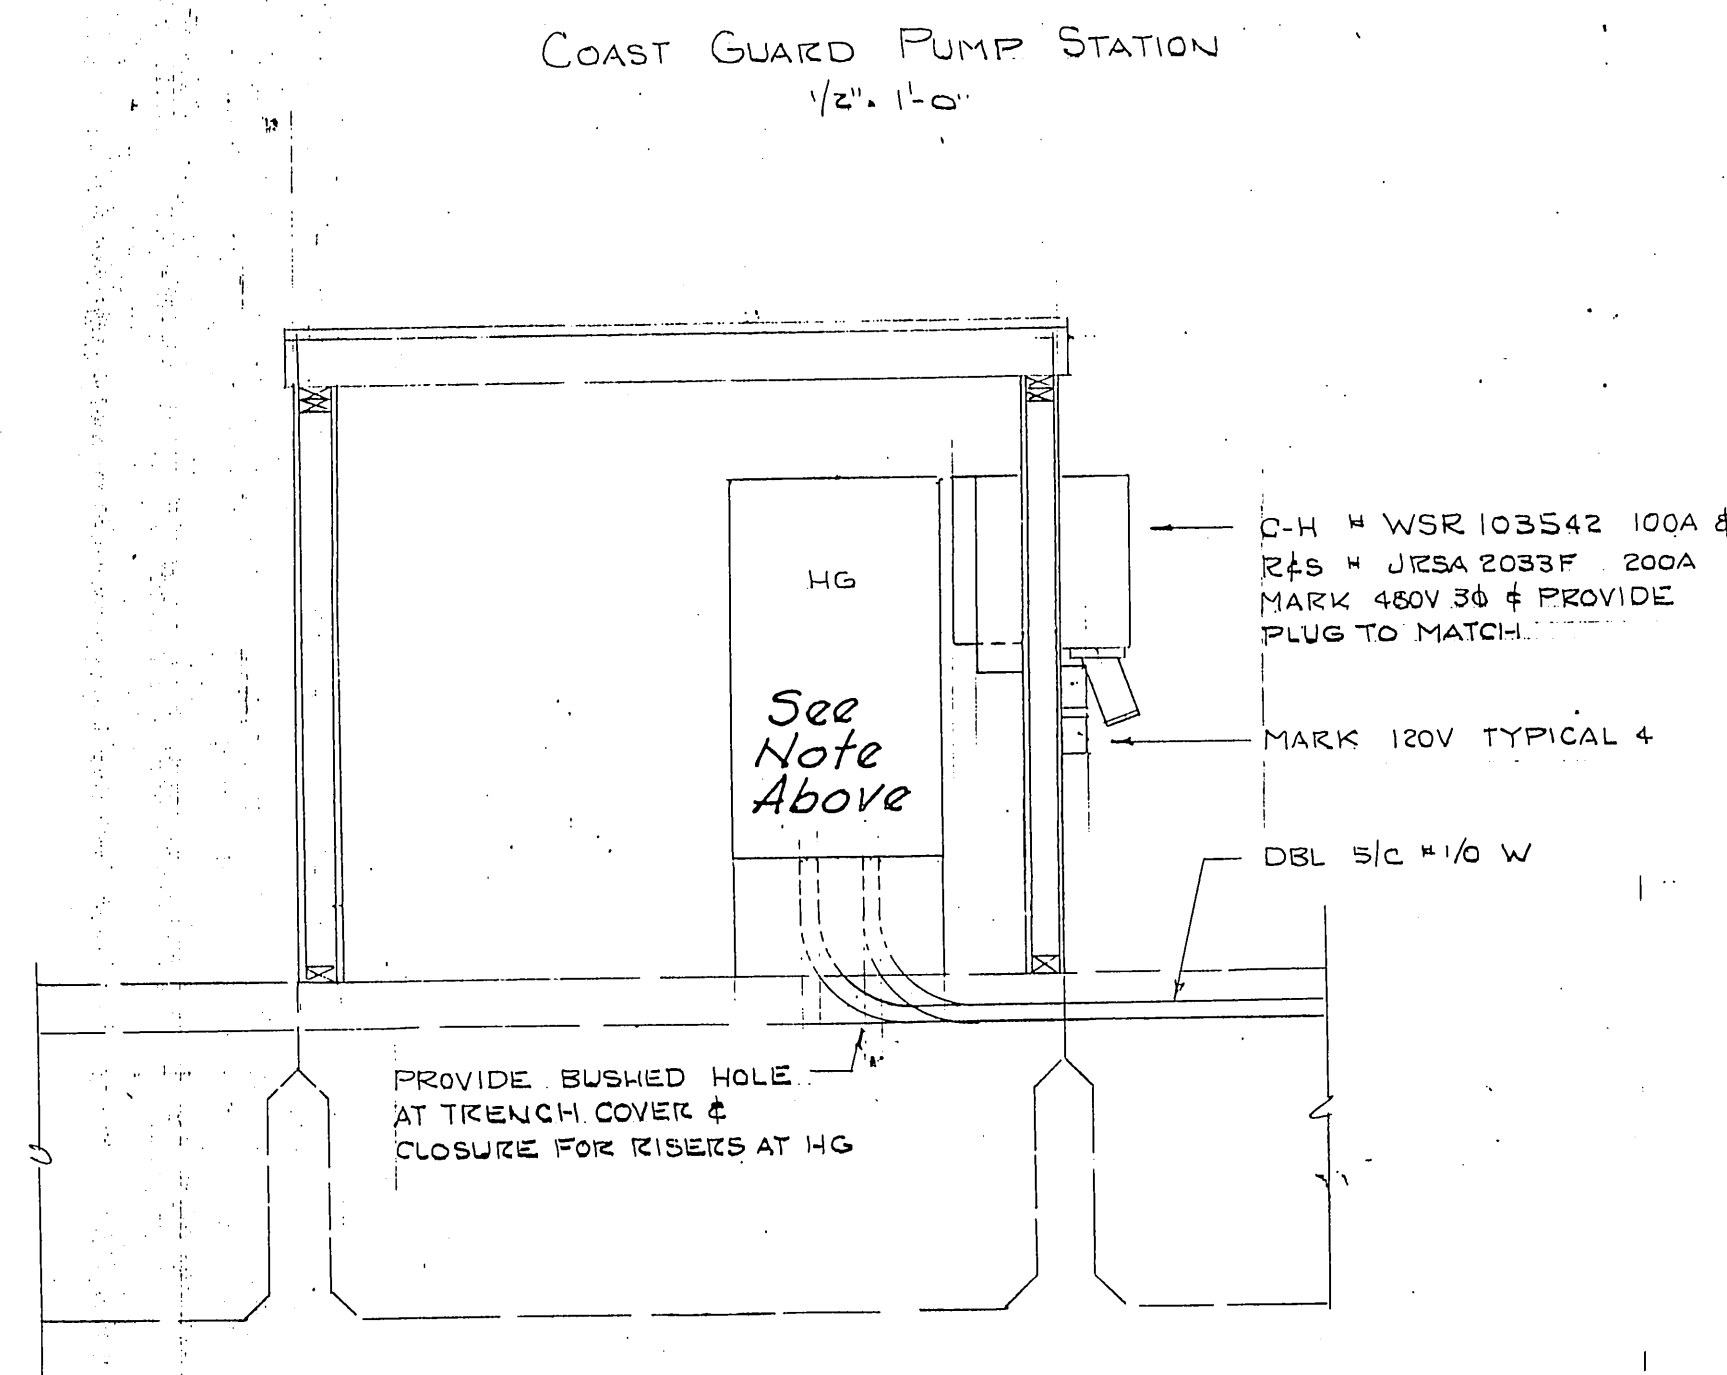 COAST GUARD PUMP STATION
1/2" = 1'-0"
C-H # WSR 103542 100A &
R&S # JRSA 2033F 200A
MARK 480V 3ϕ & PROVIDE
PLUG TO MATCH
HG
See
Note
Above
MARK 120V TYPICAL 4
DBL 5/C #1/0 W
PROVIDE BUSHED HOLE
AT TRENCH COVER &
CLOSURE FOR RISERS AT HG